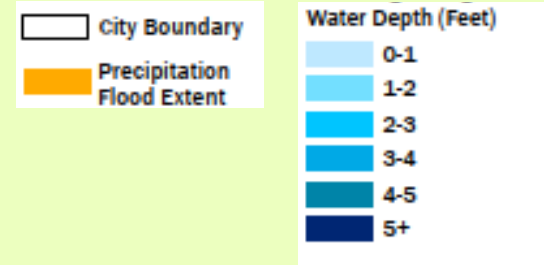 City Boundary
Precipitation
Flood Extent
Water Depth (Feet)
0-1
1-2
2-3
3-4
4-5
5+